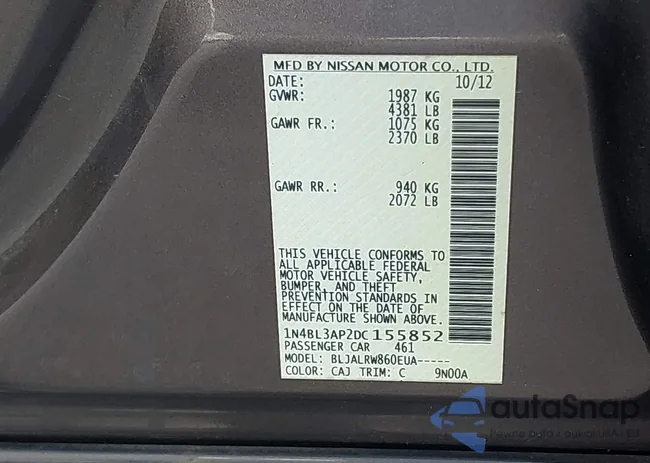 MFD BY NISSAN MOTOR CO., LTD.
DATE: 10/12
GVWR: 1987 KG
4381 LB
GAWR FR.: 1075 KG
2370 LB
GAWR RR.: 940 KG
2072 LB
THIS VEHICLE CONFORMS TO
ALL APPLICABLE FEDERAL
MOTOR VEHICLE SAFETY,
BUMPER, AND THEFT
PREVENTION STANDARDS IN
EFFECT ON THE DATE OF
MANUFACTURE SHOWN ABOVE.
1N4BL3AP2DC 155852
PASSENGER CAR 461
MODEL: BLJALRW860EUA-----
COLOR: CAJ TRIM: C 9N00A
autoSnap